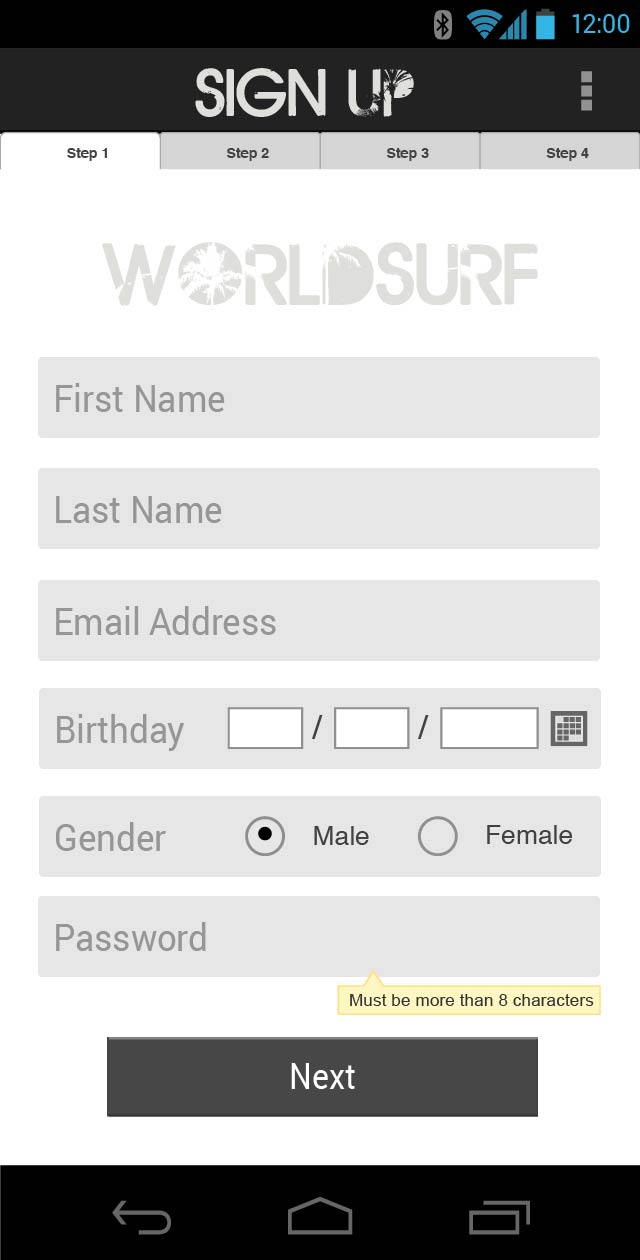 12:00
SIGN UP
Step 1 Step 2 Step 3 Step 4
WORLDSURF
First Name
Last Name
Email Address
Birthday / /
Gender Male Female
Password
Must be more than 8 characters
Next